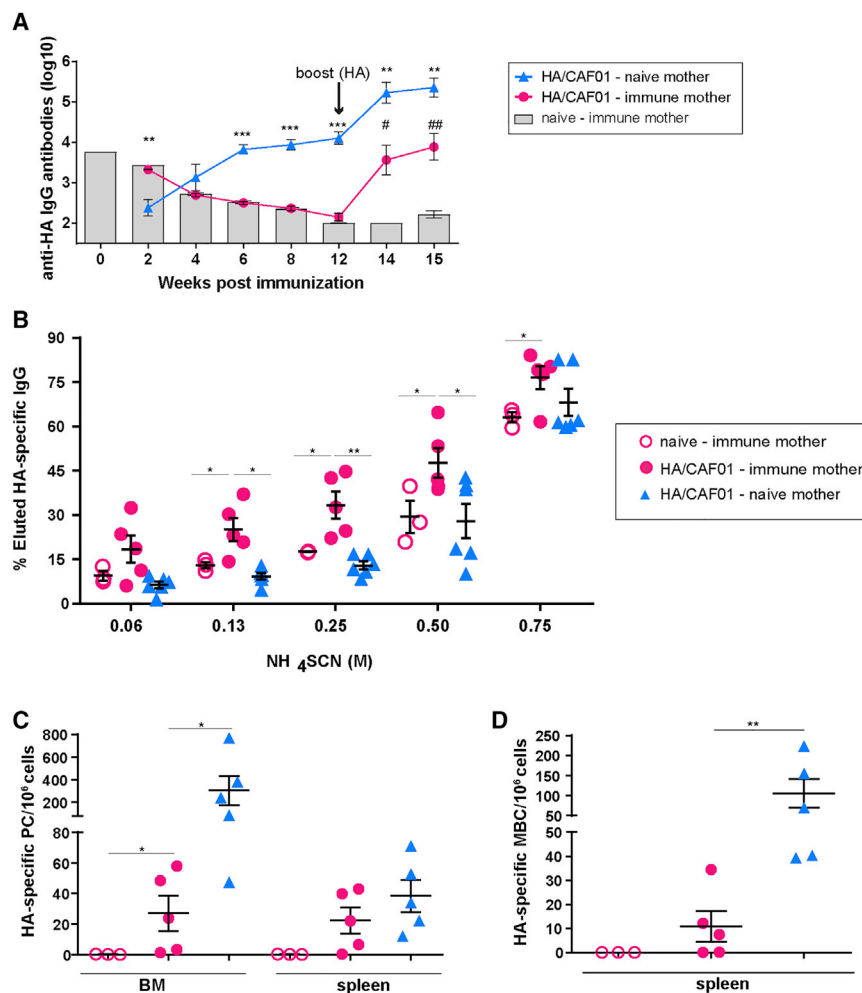 A
anti-HA IgG antibodies (log10)
6
5
4
3
2
boost (HA)
**
***
***
***
**
**
#
##
0 2 4 6 8 12 14 15
Weeks post immunization
HA/CAF01 - naive mother
HA/CAF01 - immune mother
naive - immune mother
B
% Eluted HA-specific IgG
90
75
60
45
30
15
0
* *
* **
* *
*
0.06 0.13 0.25 0.50 0.75
NH 4SCN (M)
naive - immune mother
HA/CAF01 - immune mother
HA/CAF01 - naive mother
C
HA-specific PC/10⁶ cells
800
600
400
200
60
40
20
0
*
*
BM spleen
D
HA-specific MBC/10⁶ cells
250
200
150
100
50
40
30
20
10
0
**
spleen